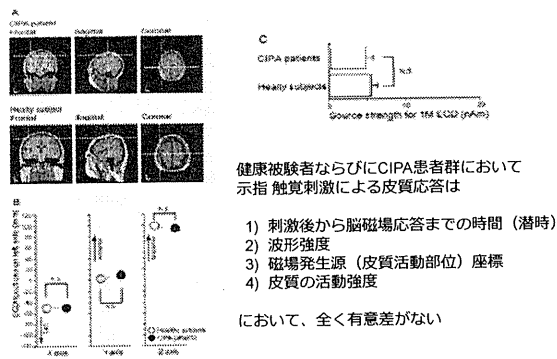 A
CIPA patient
Frontal Sagittal Coronal
Healty subject
Frontal Sagittal Coronal
B
N.S.
N.S.
N.S.
X axis Y axis Z axis
Healthy subjects
CIPA patients
C
CIPA patients
Healty subjects
N.S.
0 10 20
Source strength for 1M ECD (nAm)
健康被験者ならびにCIPA患者群において
示指 触覚刺激による皮質応答は
1) 刺激後から脳磁場応答までの時間（潜時）
2) 波形強度
3) 磁場発生源（皮質活動部位）座標
4) 皮質の活動強度
において、全く有意差がない